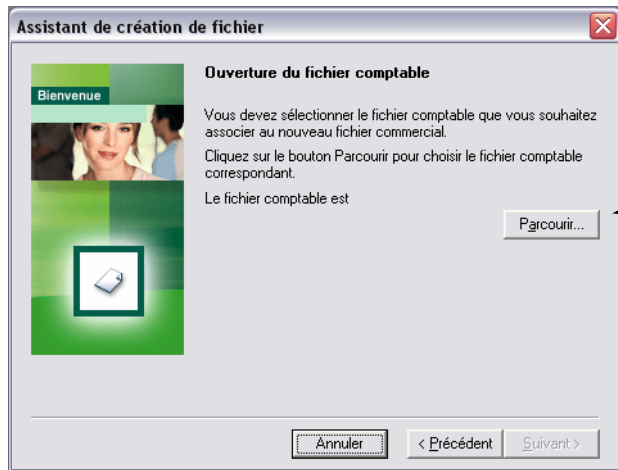 Assistant de création de fichier
Bienvenue
Ouverture du fichier comptable
Vous devez sélectionner le fichier comptable que vous souhaitez
associer au nouveau fichier commercial.
Cliquez sur le bouton Parcourir pour choisir le fichier comptable
correspondant.
Le fichier comptable est
Parcourir...
Annuler
< Précédent
Suivant >